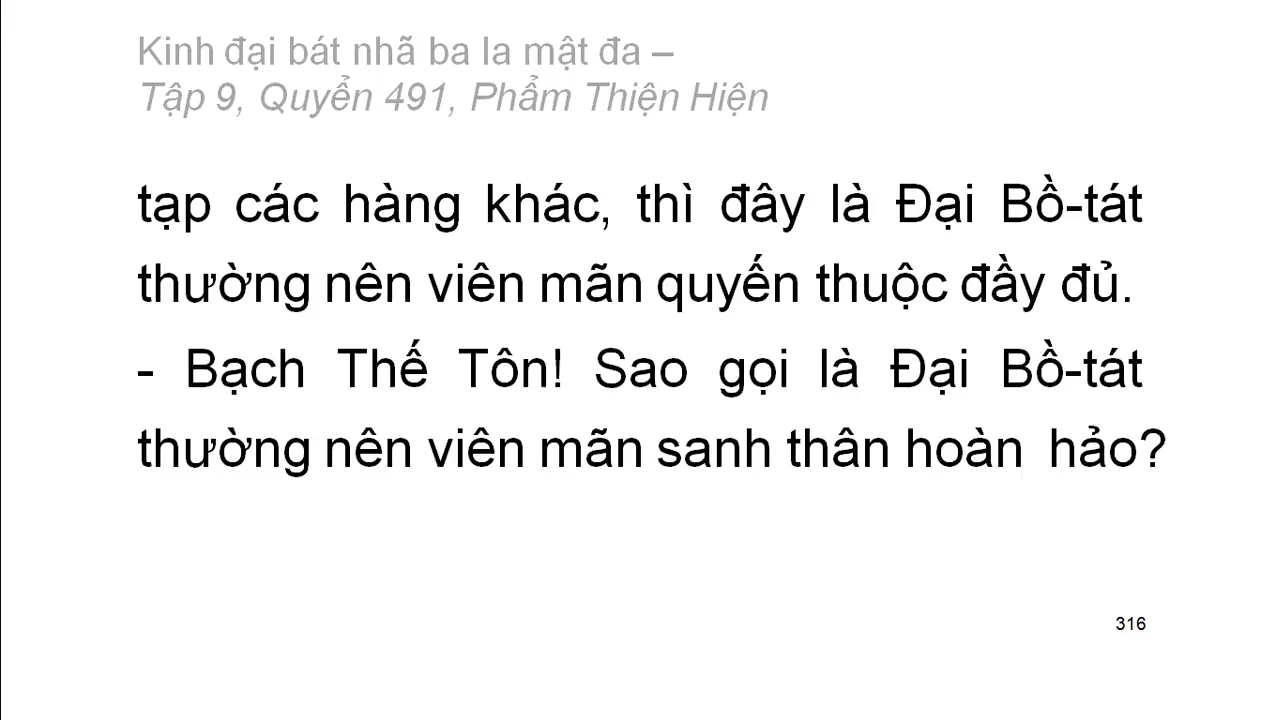 Kinh đại bát nhã ba la mật đa –
Tập 9, Quyển 491, Phẩm Thiện Hiện
tạp các hàng khác, thì đây là Đại Bồ-tát
thường nên viên mãn quyến thuộc đầy đủ.
- Bạch Thế Tôn! Sao gọi là Đại Bồ-tát
thường nên viên mãn sanh thân hoàn hảo?
316